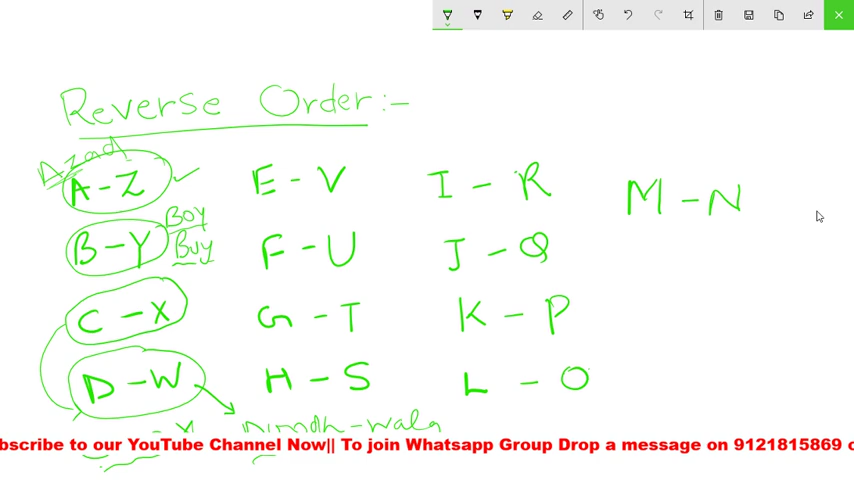 Reverse Order:-
Azad
A-Z E-V I-R M-N
Boy
B-Y Buy F-U J-Q
C-X G-T K-P
D-W H-S L-O
-wala
bscribe to our YouTube Channel Now|| To join Whatsapp Group Drop a message on 9121815869 o